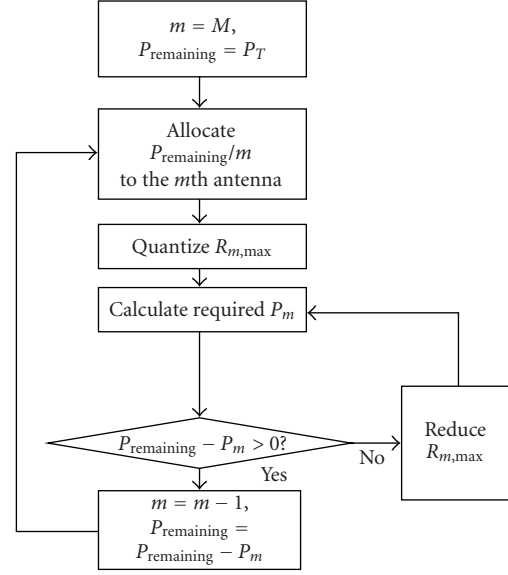 m = M,
P_remaining = P_T
Allocate
P_remaining/m
to the mth antenna
Quantize R_m,max
Calculate required P_m
P_remaining − P_m > 0?
No
Yes
Reduce
R_m,max
m = m − 1,
P_remaining =
P_remaining − P_m